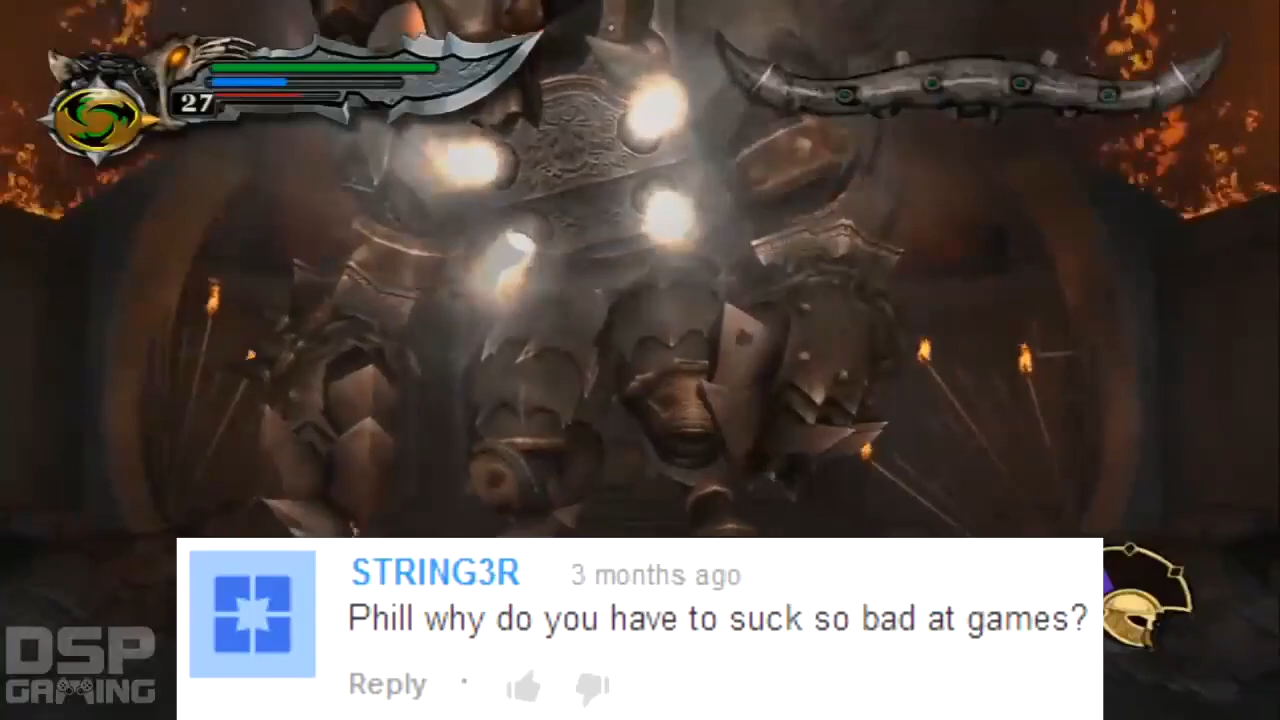 27
STRING3R 3 months ago
Phill why do you have to suck so bad at games?
Reply
DSP
GAMING